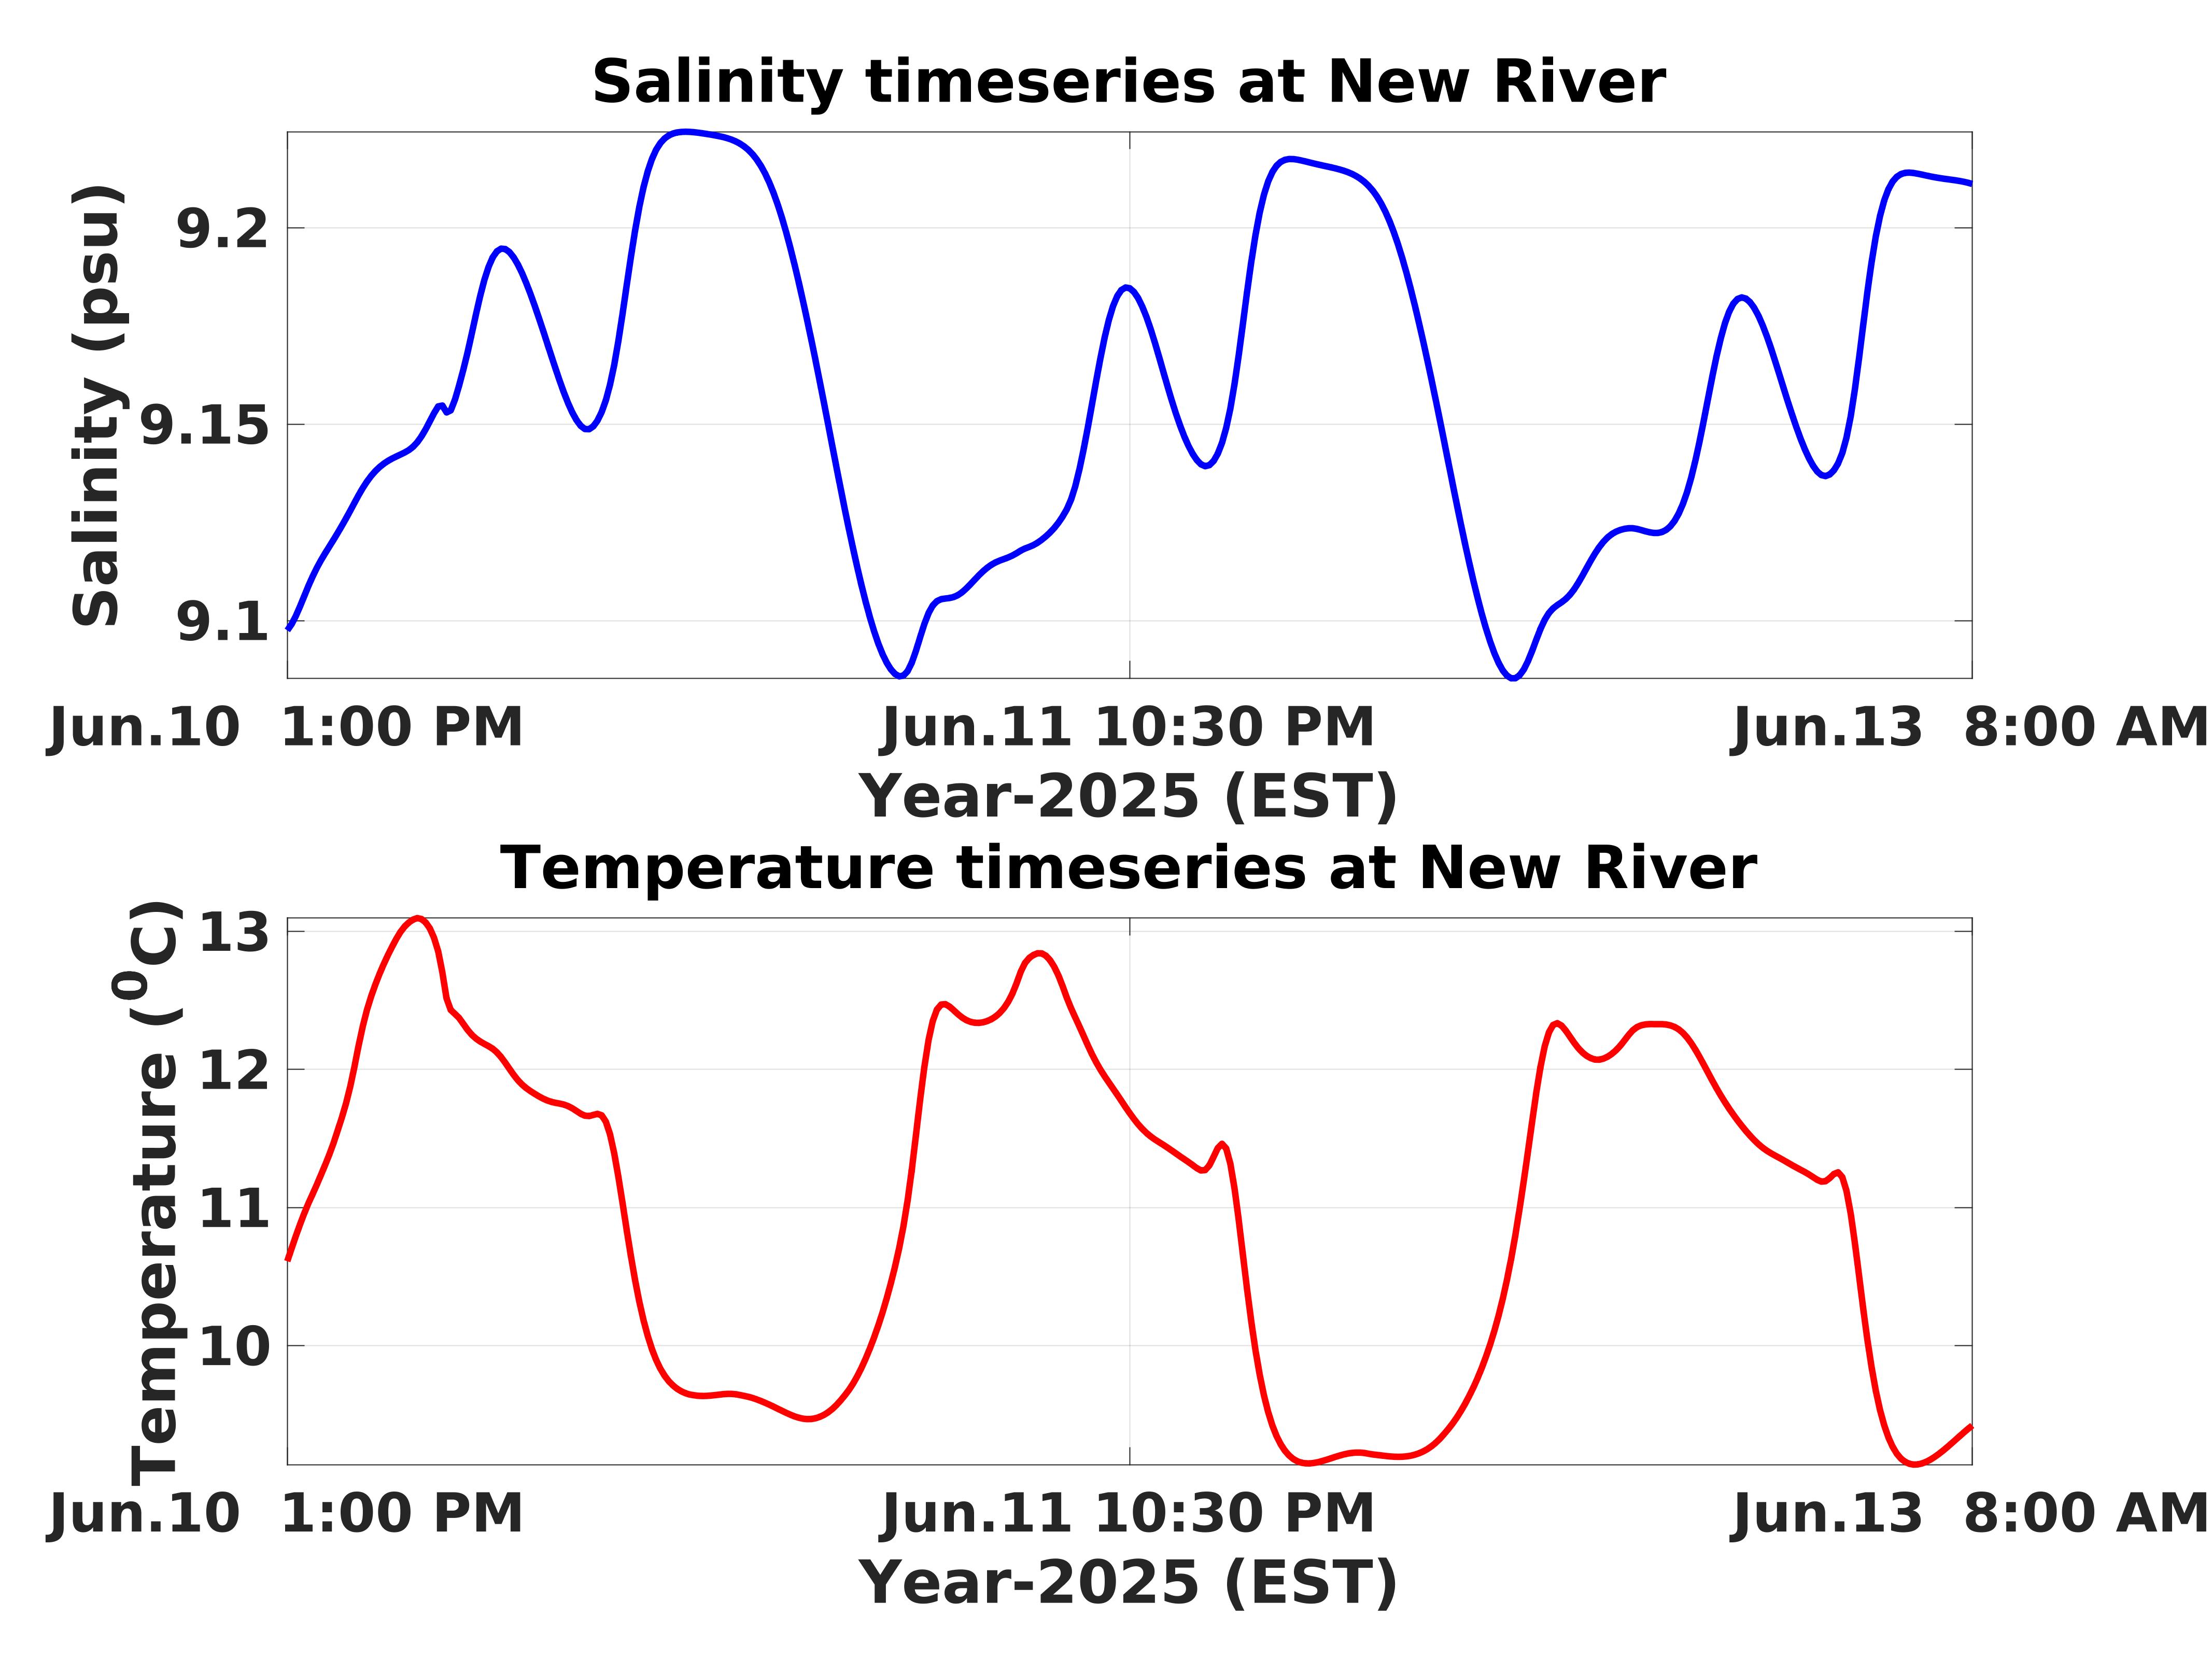 Salinity timeseries at New River
Salinity (psu)
9.2
9.15
9.1
Jun.10  1:00 PM
Jun.11 10:30 PM
Jun.13  8:00 AM
Year-2025 (EST)
Temperature timeseries at New River
Temperature (⁰C)
13
12
11
10
Jun.10  1:00 PM
Jun.11 10:30 PM
Jun.13  8:00 AM
Year-2025 (EST)